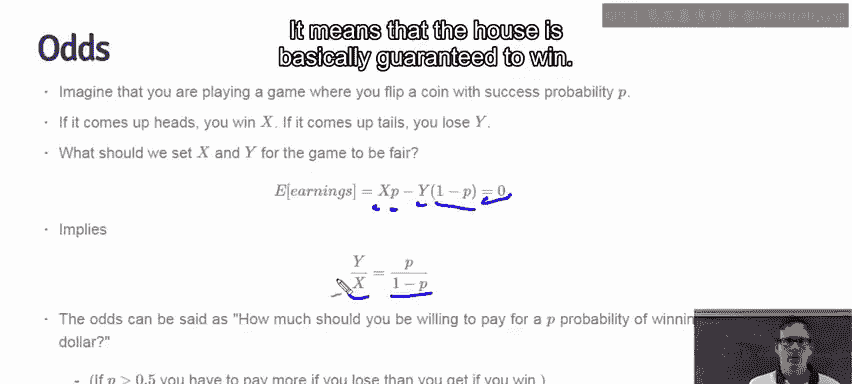 It means that the house is
basically guaranteed to win.
Odds
· Imagine that you are playing a game where you flip a coin with success probability p.
· If it comes up heads, you win X. If it comes up tails, you lose Y.
· What should we set X and Y for the game to be fair?
E[earnings] = Xp − Y(1 − p) = 0
· Implies
Y/X = p/(1 − p)
· The odds can be said as "How much should you be willing to pay for a p probability of
dollar?"
- (If p > 0.5 you have to pay more if you lose than you get if you win.)